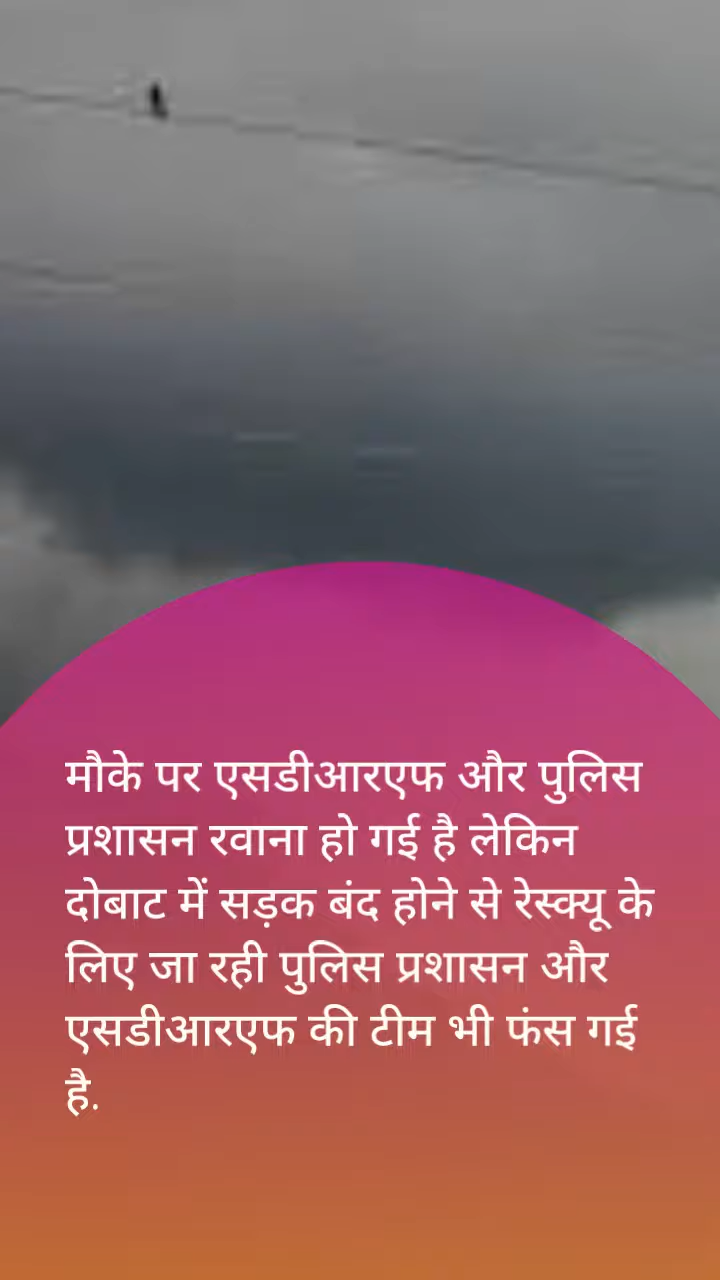 मौके पर एसडीआरएफ और पुलिस
प्रशासन रवाना हो गई है लेकिन
दोबाट में सड़क बंद होने से रेस्क्यू के
लिए जा रही पुलिस प्रशासन और
एसडीआरएफ की टीम भी फंस गई
है.